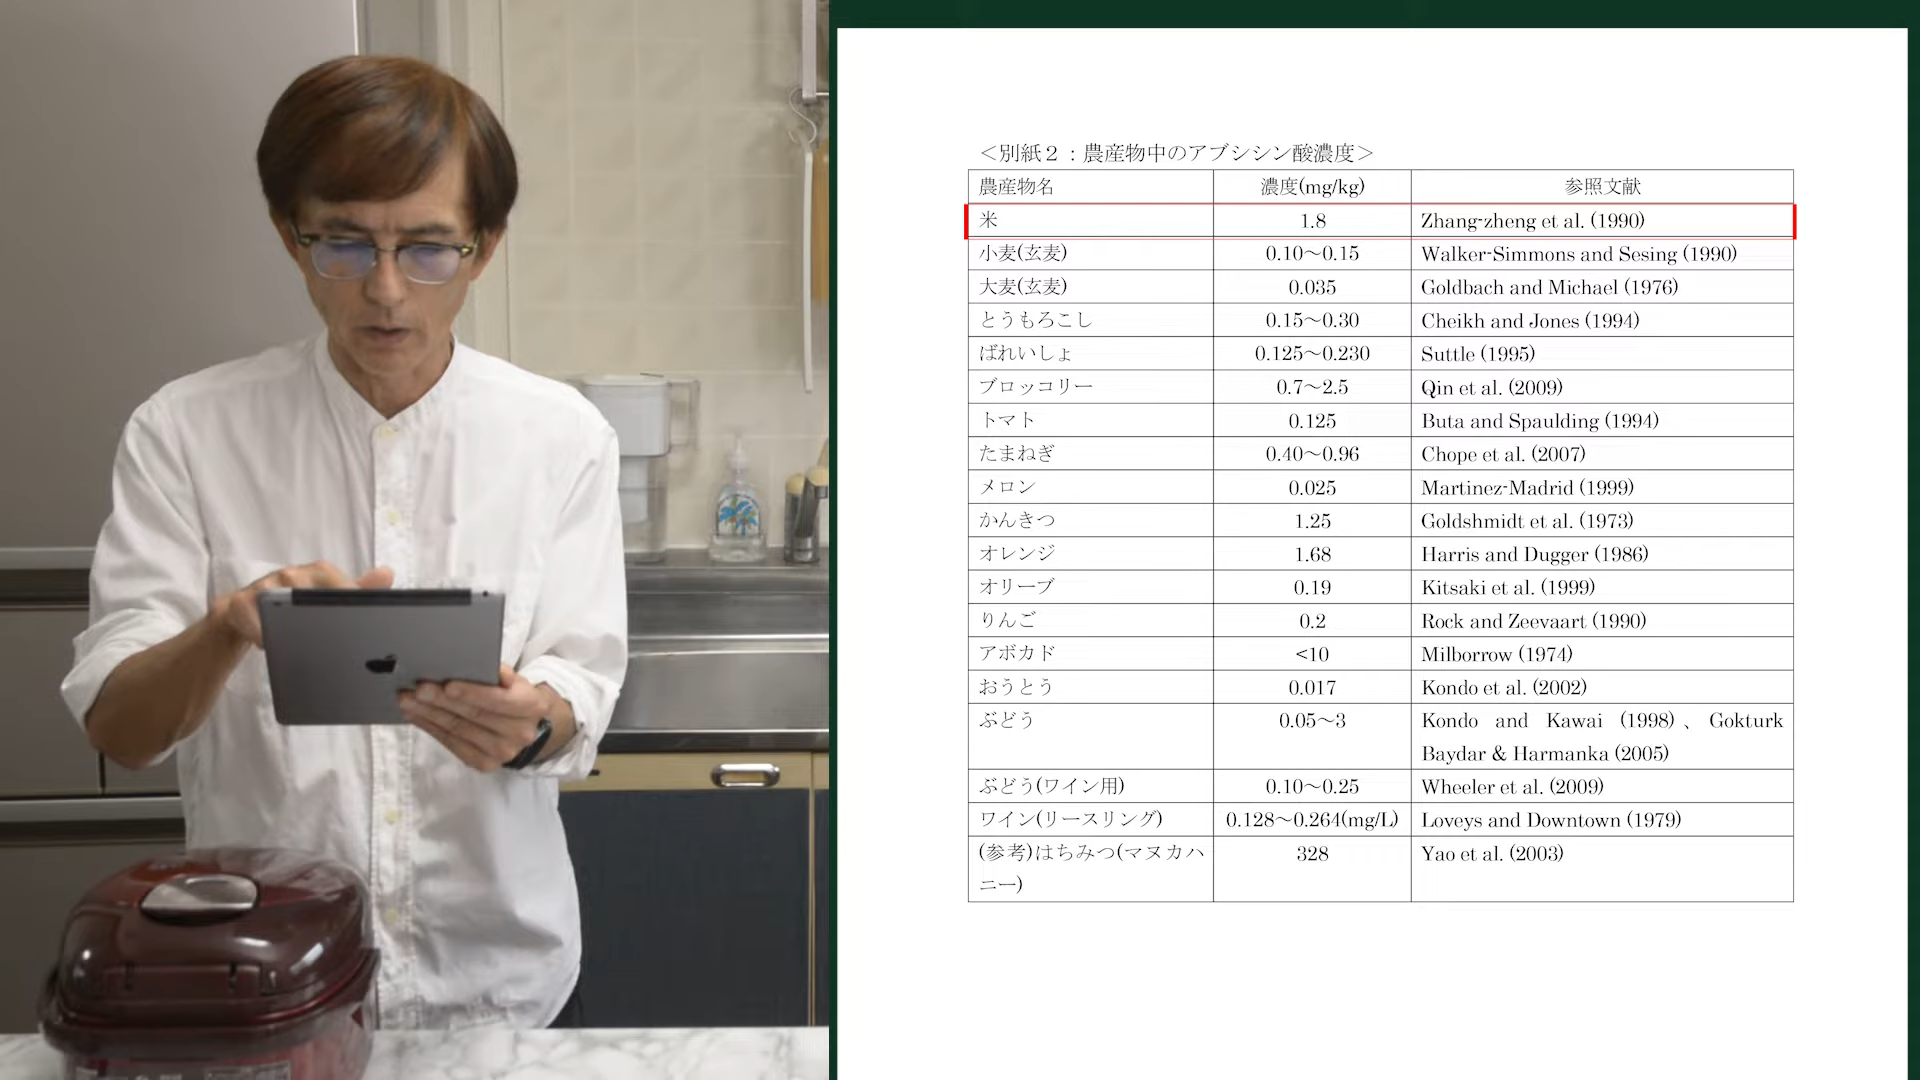 ＜別紙２：農産物中のアブシシン酸濃度＞
農産物名 濃度(mg/kg) 参照文献
米 1.8 Zhang-zheng et al. (1990)
小麦(玄麦) 0.10～0.15 Walker-Simmons and Sesing (1990)
大麦(玄麦) 0.035 Goldbach and Michael (1976)
とうもろこし 0.15～0.30 Cheikh and Jones (1994)
ばれいしょ 0.125～0.230 Suttle (1995)
ブロッコリー 0.7～2.5 Qin et al. (2009)
トマト 0.125 Buta and Spaulding (1994)
たまねぎ 0.40～0.96 Chope et al. (2007)
メロン 0.025 Martinez-Madrid (1999)
かんきつ 1.25 Goldshmidt et al. (1973)
オレンジ 1.68 Harris and Dugger (1986)
オリーブ 0.19 Kitsaki et al. (1999)
りんご 0.2 Rock and Zeevaart (1990)
アボカド <10 Milborrow (1974)
おうとう 0.017 Kondo et al. (2002)
ぶどう 0.05～3 Kondo and Kawai (1998)、Gokturk
Baydar & Harmanka (2005)
ぶどう(ワイン用) 0.10～0.25 Wheeler et al. (2009)
ワイン(リースリング) 0.128～0.264(mg/L) Loveys and Downtown (1979)
(参考)はちみつ(マヌカハ 328 Yao et al. (2003)
ニー)